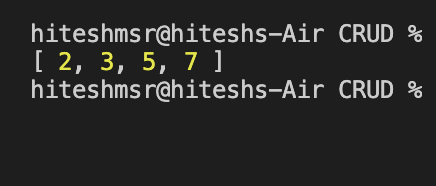 hiteshmsr@hiteshs-Air CRUD %
[ 2, 3, 5, 7 ]
hiteshmsr@hiteshs-Air CRUD %